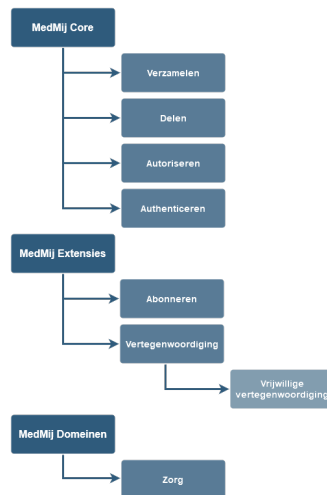 MedMij Core
Verzamelen
Delen
Autoriseren
Authenticeren
MedMij Extensies
Abonneren
Vertegenwoordiging
Vrijwillige
vertegenwoordiging
MedMij Domeinen
Zorg